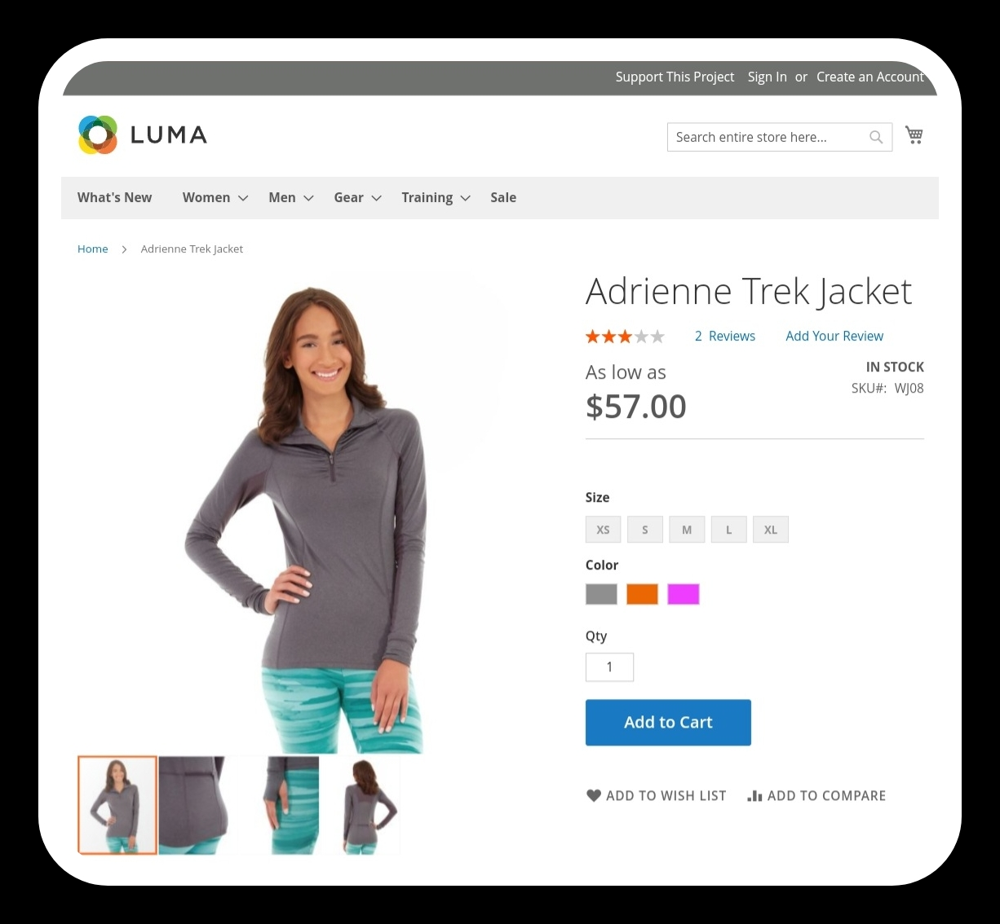 Support This Project Sign In or Create an Account
LUMA
Search entire store here...
What's New Women Men Gear Training Sale
Home Adrienne Trek Jacket
Adrienne Trek Jacket
2 Reviews Add Your Review
As low as
$57.00
IN STOCK
SKU#: WJ08
Size
XS S M L XL
Color
Qty
1
Add to Cart
ADD TO WISH LIST ADD TO COMPARE